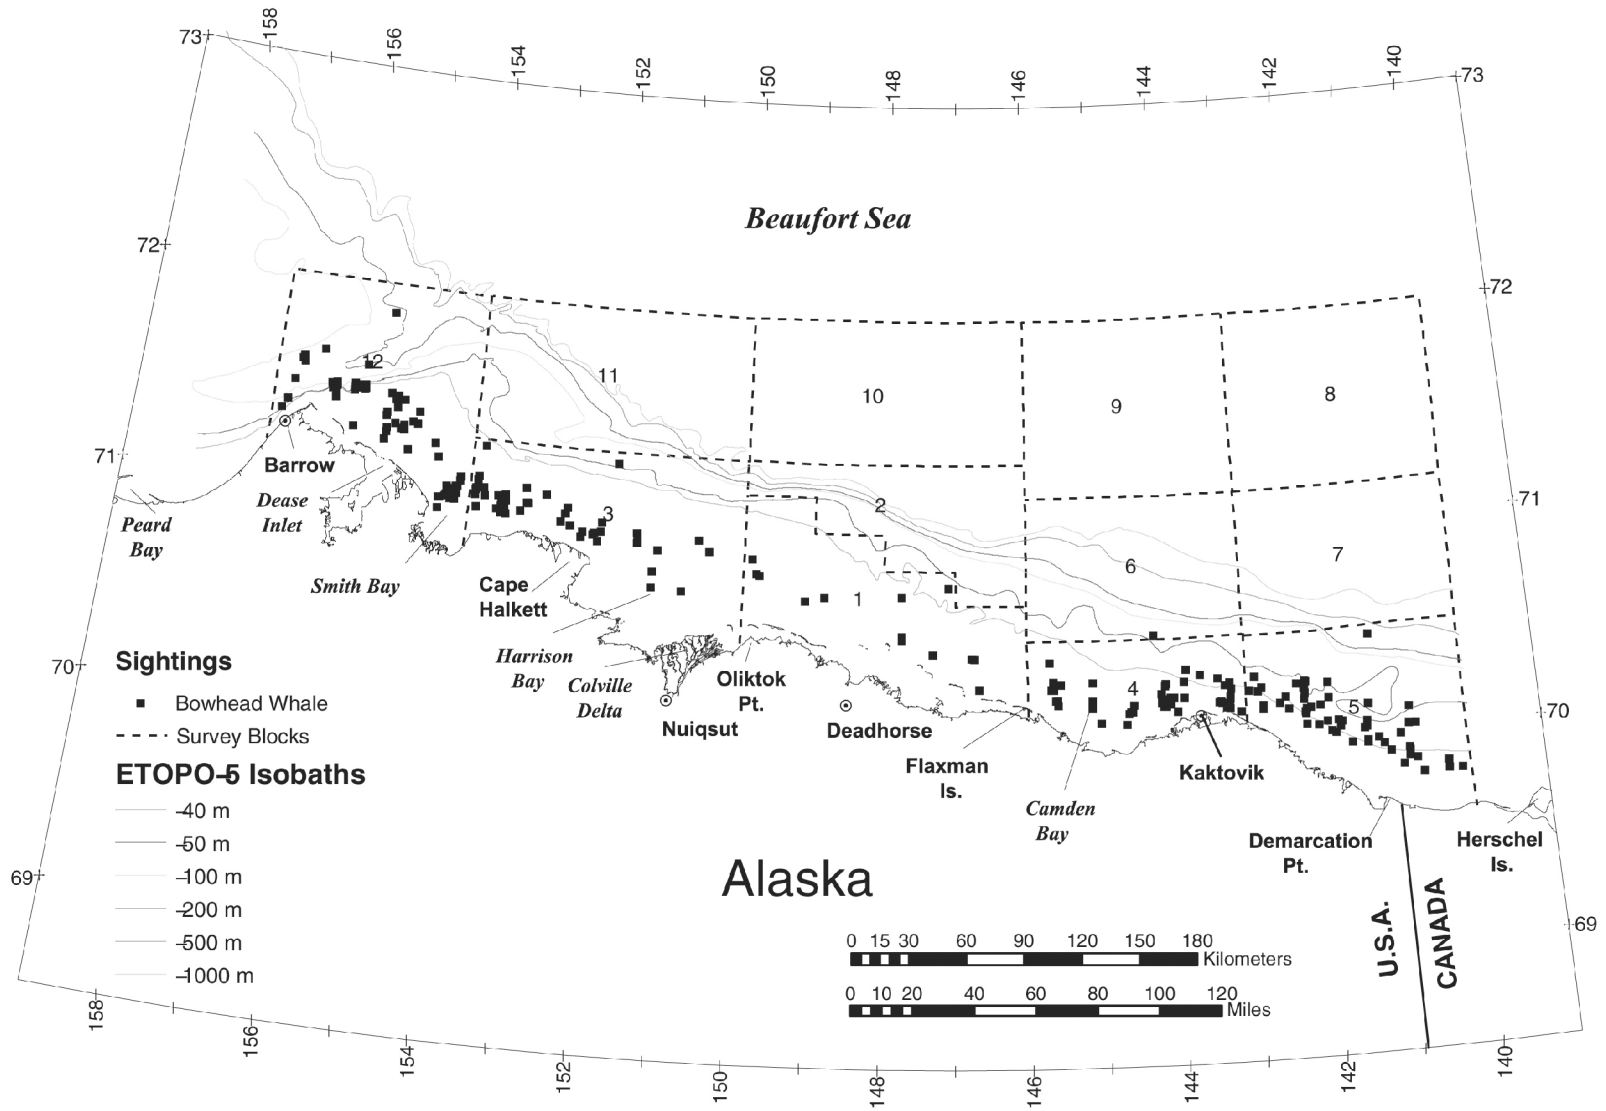 158
156
154
152
150
148
146
144
142
140
73
73
Beaufort Sea
72
72
12
11
10
9
8
71
71
Barrow
Dease
Inlet
Peard
Bay
Smith Bay
Cape
Halkett
3
2
1
6
7
Harrison
Bay
Colville
Delta
Nuiqsut
Oliktok
Pt.
Deadhorse
Flaxman
Is.
Camden
Bay
4
Kaktovik
5
Demarcation
Pt.
Herschel
Is.
70
70
Sightings
Bowhead Whale
Survey Blocks
ETOPO–5 Isobaths
–40 m
–50 m
–100 m
–200 m
–500 m
–1000 m
69
69
Alaska
U.S.A.
CANADA
0 15 30 60 90 120 150 180
Kilometers
0 10 20 40 60 80 100 120
Miles
158
156
154
152
150
148
146
144
142
140